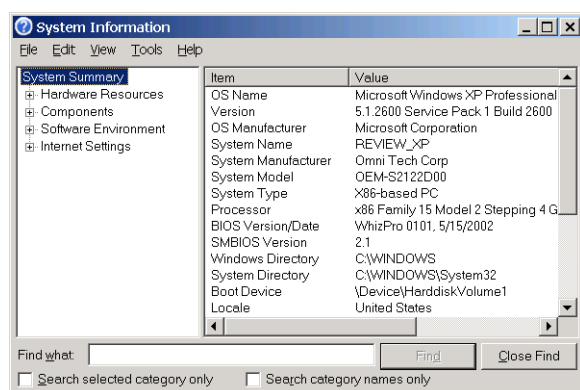 System Information
File Edit View Tools Help
System Summary
Hardware Resources
Components
Software Environment
Internet Settings
Item Value
OS Name Microsoft Windows XP Professional
Version 5.1.2600 Service Pack 1 Build 2600
OS Manufacturer Microsoft Corporation
System Name REVIEW_XP
System Manufacturer Omni Tech Corp
System Model OEM-S2122D00
System Type X86-based PC
Processor x86 Family 15 Model 2 Stepping 4 G
BIOS Version/Date WhizPro 0101, 5/15/2002
SMBIOS Version 2.1
Windows Directory C:\WINDOWS
System Directory C:\WINDOWS\System32
Boot Device \Device\HarddiskVolume1
Locale United States
Find what: Find Close Find
Search selected category only Search category names only